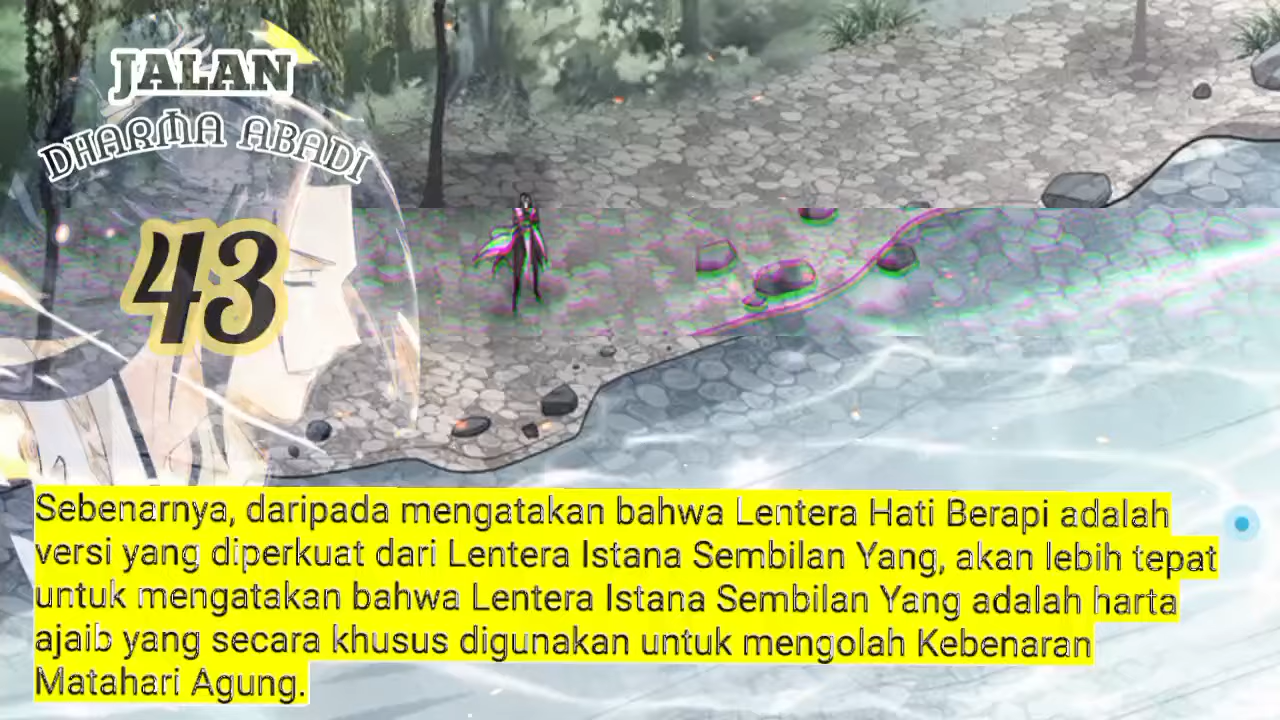 JALAN
DHARMA ABADI
43
Sebenarnya, daripada mengatakan bahwa Lentera Hati Berapi adalah
versi yang diperkuat dari Lentera Istana Sembilan Yang, akan lebih tepat
untuk mengatakan bahwa Lentera Istana Sembilan Yang adalah harta
ajaib yang secara khusus digunakan untuk mengolah Kebenaran
Matahari Agung.